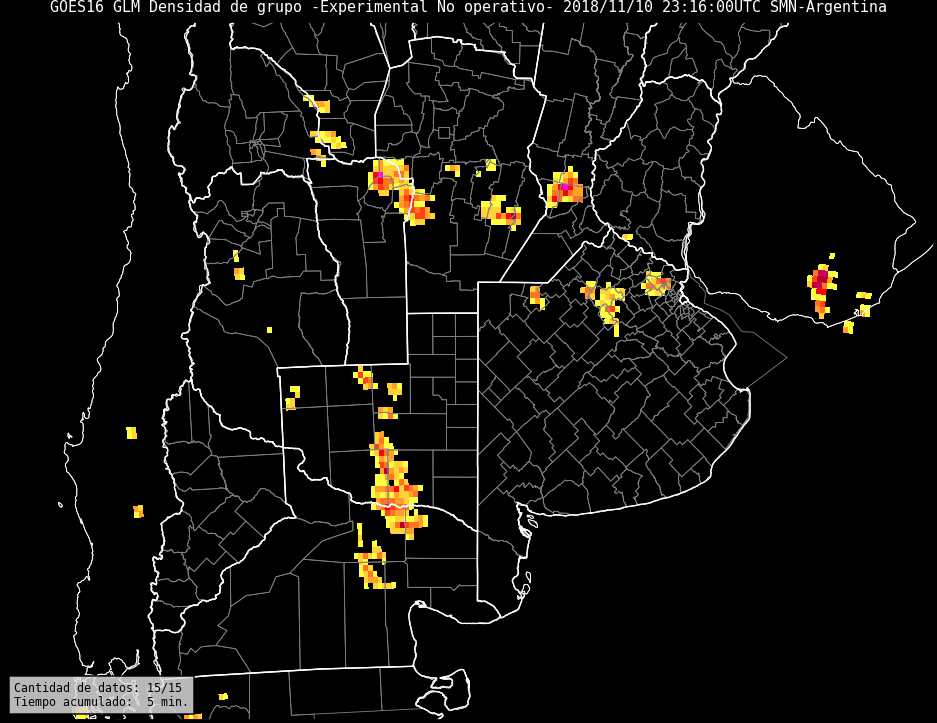 GOES16 GLM Densidad de grupo -Experimental No operativo- 2018/11/10 23:16:00UTC SMN-Argentina
Cantidad de datos: 15/15
Tiempo acumulado:  5 min.